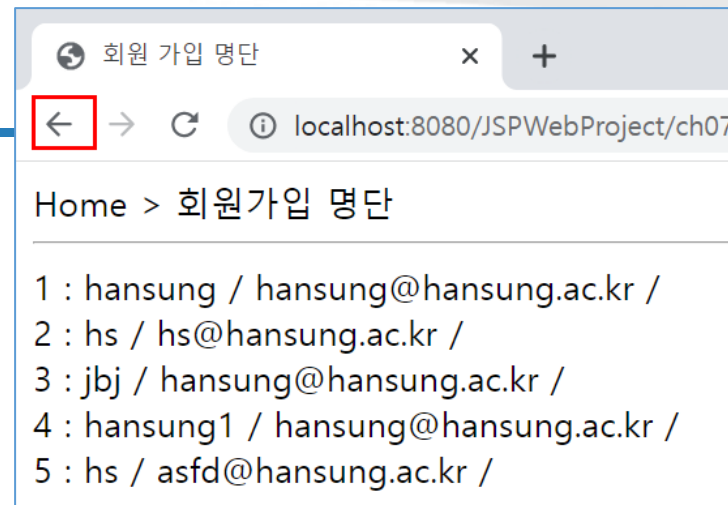 회원 가입 명단
localhost:8080/JSPWebProject/ch07
Home > 회원가입 명단
1 : hansung / hansung@hansung.ac.kr /
2 : hs / hs@hansung.ac.kr /
3 : jbj / hansung@hansung.ac.kr /
4 : hansung1 / hansung@hansung.ac.kr /
5 : hs / asfd@hansung.ac.kr /